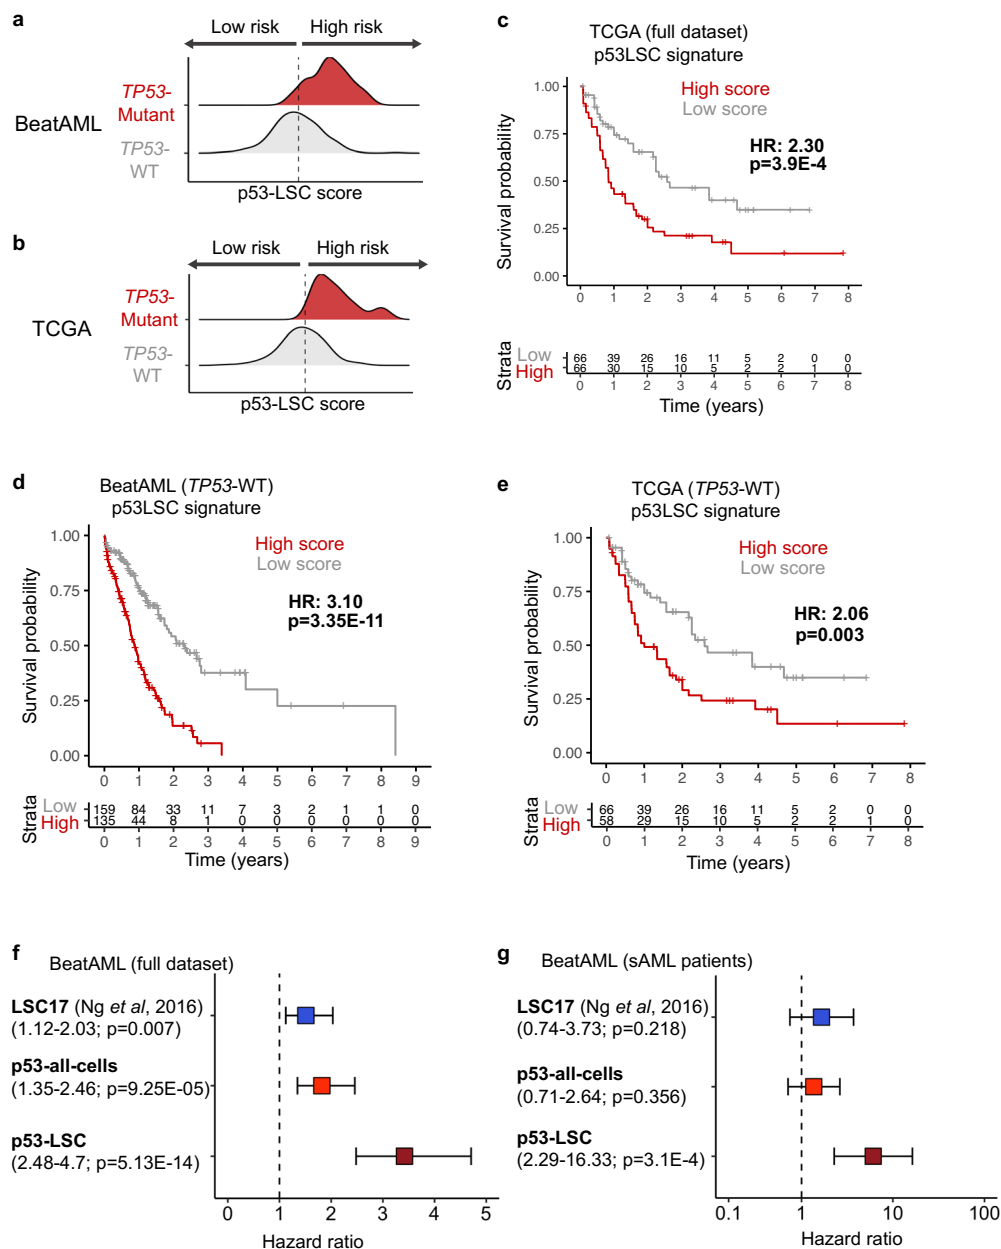 a
Low risk
High risk
BeatAML
TP53-
Mutant
TP53-
WT
p53-LSC score
b
Low risk
High risk
TCGA
TP53-
Mutant
TP53-
WT
p53-LSC score
c
TCGA (full dataset)
p53LSC signature
High score
Low score
HR: 2.30
p=3.9E-4
Survival probability
1.00
0.75
0.50
0.25
0.00
0 1 2 3 4 5 6 7 8
Strata
Low 66 39 26 16 11 5 2 0 0
High 66 30 15 10 5 2 2 1 0
0 1 2 3 4 5 6 7 8
Time (years)
d
BeatAML (TP53-WT)
p53LSC signature
High score
Low score
HR: 3.10
p=3.35E-11
Survival probability
1.00
0.75
0.50
0.25
0.00
0 1 2 3 4 5 6 7 8 9
Strata
Low 159 84 33 11 7 3 2 1 1 0
High 135 44 8 1 0 0 0 0 0 0
0 1 2 3 4 5 6 7 8 9
Time (years)
e
TCGA (TP53-WT)
p53LSC signature
High score
Low score
HR: 2.06
p=0.003
Survival probability
1.00
0.75
0.50
0.25
0.00
0 1 2 3 4 5 6 7 8
Strata
Low 66 39 26 16 11 5 2 0 0
High 58 29 15 10 5 2 2 1 0
0 1 2 3 4 5 6 7 8
Time (years)
f
BeatAML (full dataset)
LSC17 (Ng et al, 2016)
(1.12-2.03; p=0.007)
p53-all-cells
(1.35-2.46; p=9.25E-05)
p53-LSC
(2.48-4.7; p=5.13E-14)
0 1 2 3 4 5
Hazard ratio
g
BeatAML (sAML patients)
LSC17 (Ng et al, 2016)
(0.74-3.73; p=0.218)
p53-all-cells
(0.71-2.64; p=0.356)
p53-LSC
(2.29-16.33; p=3.1E-4)
0.1 1 10 100
Hazard ratio